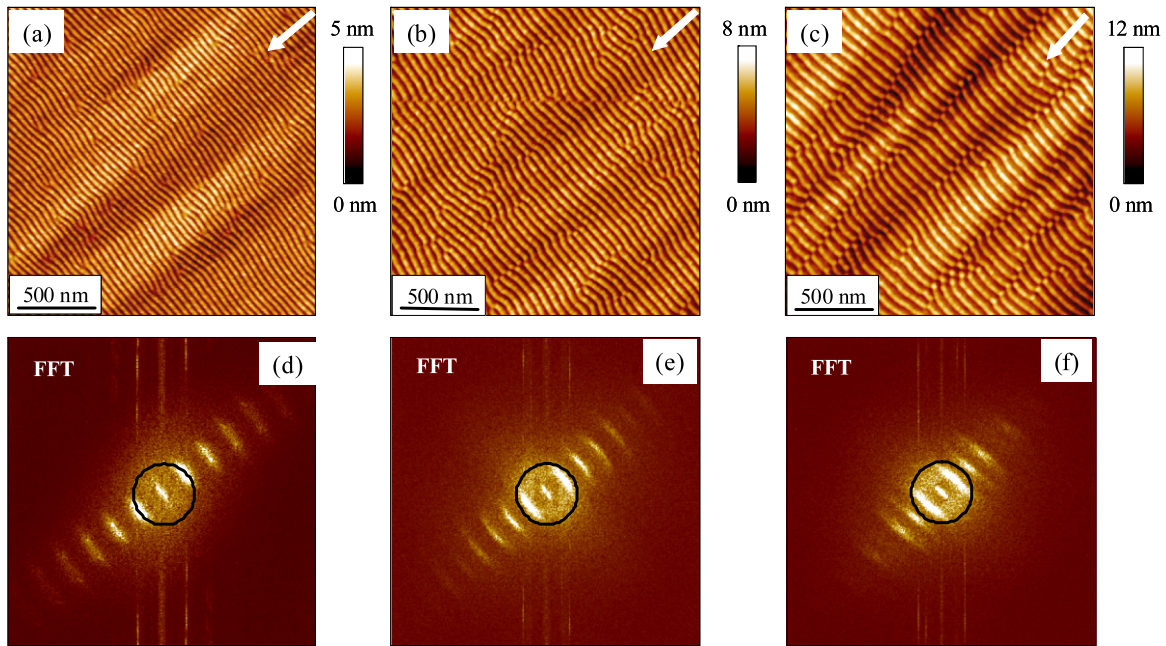 (a)
5 nm
0 nm
500 nm
(b)
8 nm
0 nm
500 nm
(c)
12 nm
0 nm
500 nm
FFT
(d)
FFT
(e)
FFT
(f)